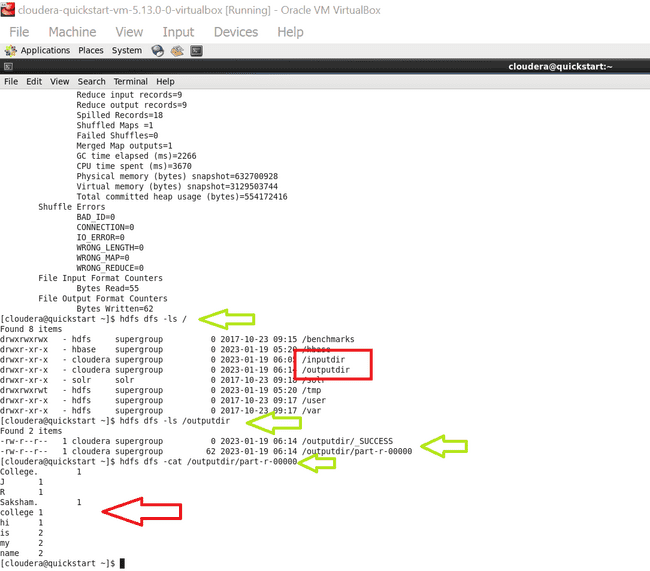 cloudera-quickstart-vm-5.13.0-0-virtualbox [Running] - Oracle VM VirtualBox
File Machine View Input Devices Help
Applications Places System
cloudera@quickstart:~
File Edit View Search Terminal Help
Reduce input records=9
Reduce output records=9
Spilled Records=18
Shuffled Maps =1
Failed Shuffles=0
Merged Map outputs=1
GC time elapsed (ms)=2266
CPU time spent (ms)=3670
Physical memory (bytes) snapshot=632700928
Virtual memory (bytes) snapshot=3129503744
Total committed heap usage (bytes)=554172416
Shuffle Errors
BAD_ID=0
CONNECTION=0
IO_ERROR=0
WRONG_LENGTH=0
WRONG_MAP=0
WRONG_REDUCE=0
File Input Format Counters
Bytes Read=55
File Output Format Counters
Bytes Written=62
[cloudera@quickstart ~]$ hdfs dfs -ls /
Found 8 items
drwxrwxrwx - hdfs supergroup 0 2017-10-23 09:15 /benchmarks
drwxr-xr-x - hbase supergroup 0 2023-01-19 05:20 /hbase
drwxr-xr-x - cloudera supergroup 0 2023-01-19 /inputdir
drwxr-xr-x - cloudera supergroup 0 2023-01-19 06:14 /outputdir
drwxr-xr-x - solr solr 0 2017-10-23 09:18 /solr
drwxrwxrwt - hdfs supergroup 0 2023-01-19 05:20 /tmp
drwxr-xr-x - hdfs supergroup 0 2017-10-23 09:17 /user
drwxr-xr-x - hdfs supergroup 0 2017-10-23 09:17 /var
[cloudera@quickstart ~]$ hdfs dfs -ls /outputdir
Found 2 items
-rw-r--r-- 1 cloudera supergroup 0 2023-01-19 06:14 /outputdir/_SUCCESS
-rw-r--r-- 1 cloudera supergroup 62 2023-01-19 06:14 /outputdir/part-r-00000
[cloudera@quickstart ~]$ hdfs dfs -cat /outputdir/part-r-00000
College. 1
J 1
R 1
Saksham. 1
college 1
hi 1
is 2
my 2
name 2
[cloudera@quickstart ~]$